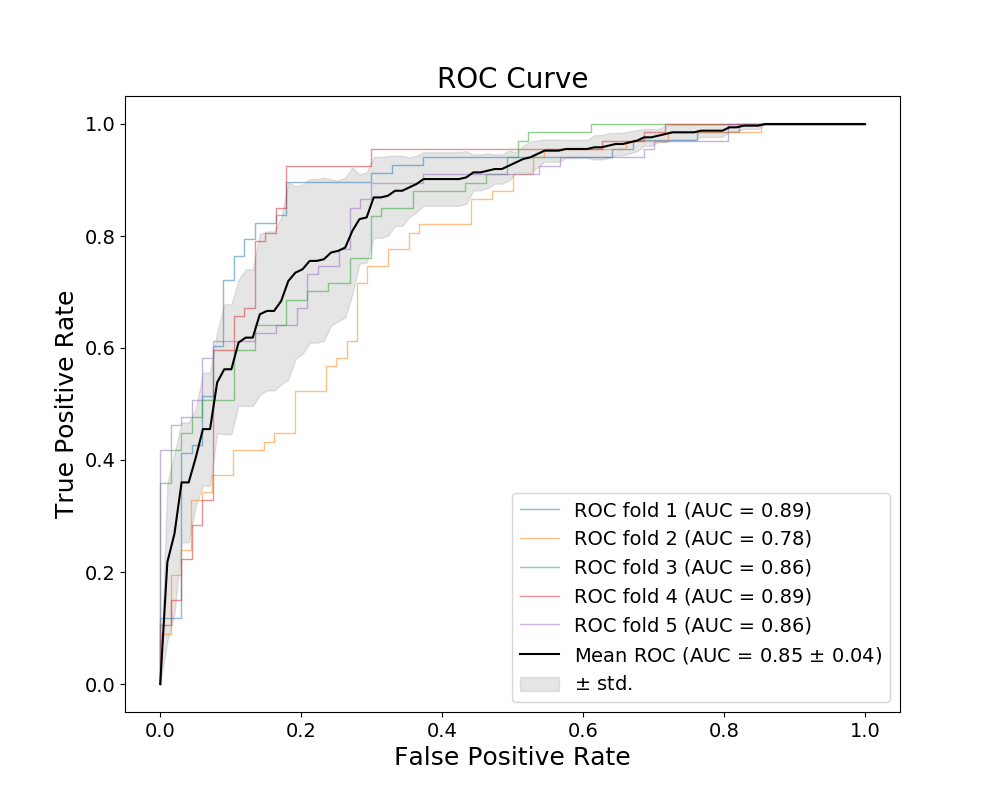 ROC Curve
True Positive Rate
1.0
0.8
0.6
0.4
0.2
0.0
ROC fold 1 (AUC = 0.89)
ROC fold 2 (AUC = 0.78)
ROC fold 3 (AUC = 0.86)
ROC fold 4 (AUC = 0.89)
ROC fold 5 (AUC = 0.86)
Mean ROC (AUC = 0.85 ± 0.04)
± std.
0.0 0.2 0.4 0.6 0.8 1.0
False Positive Rate